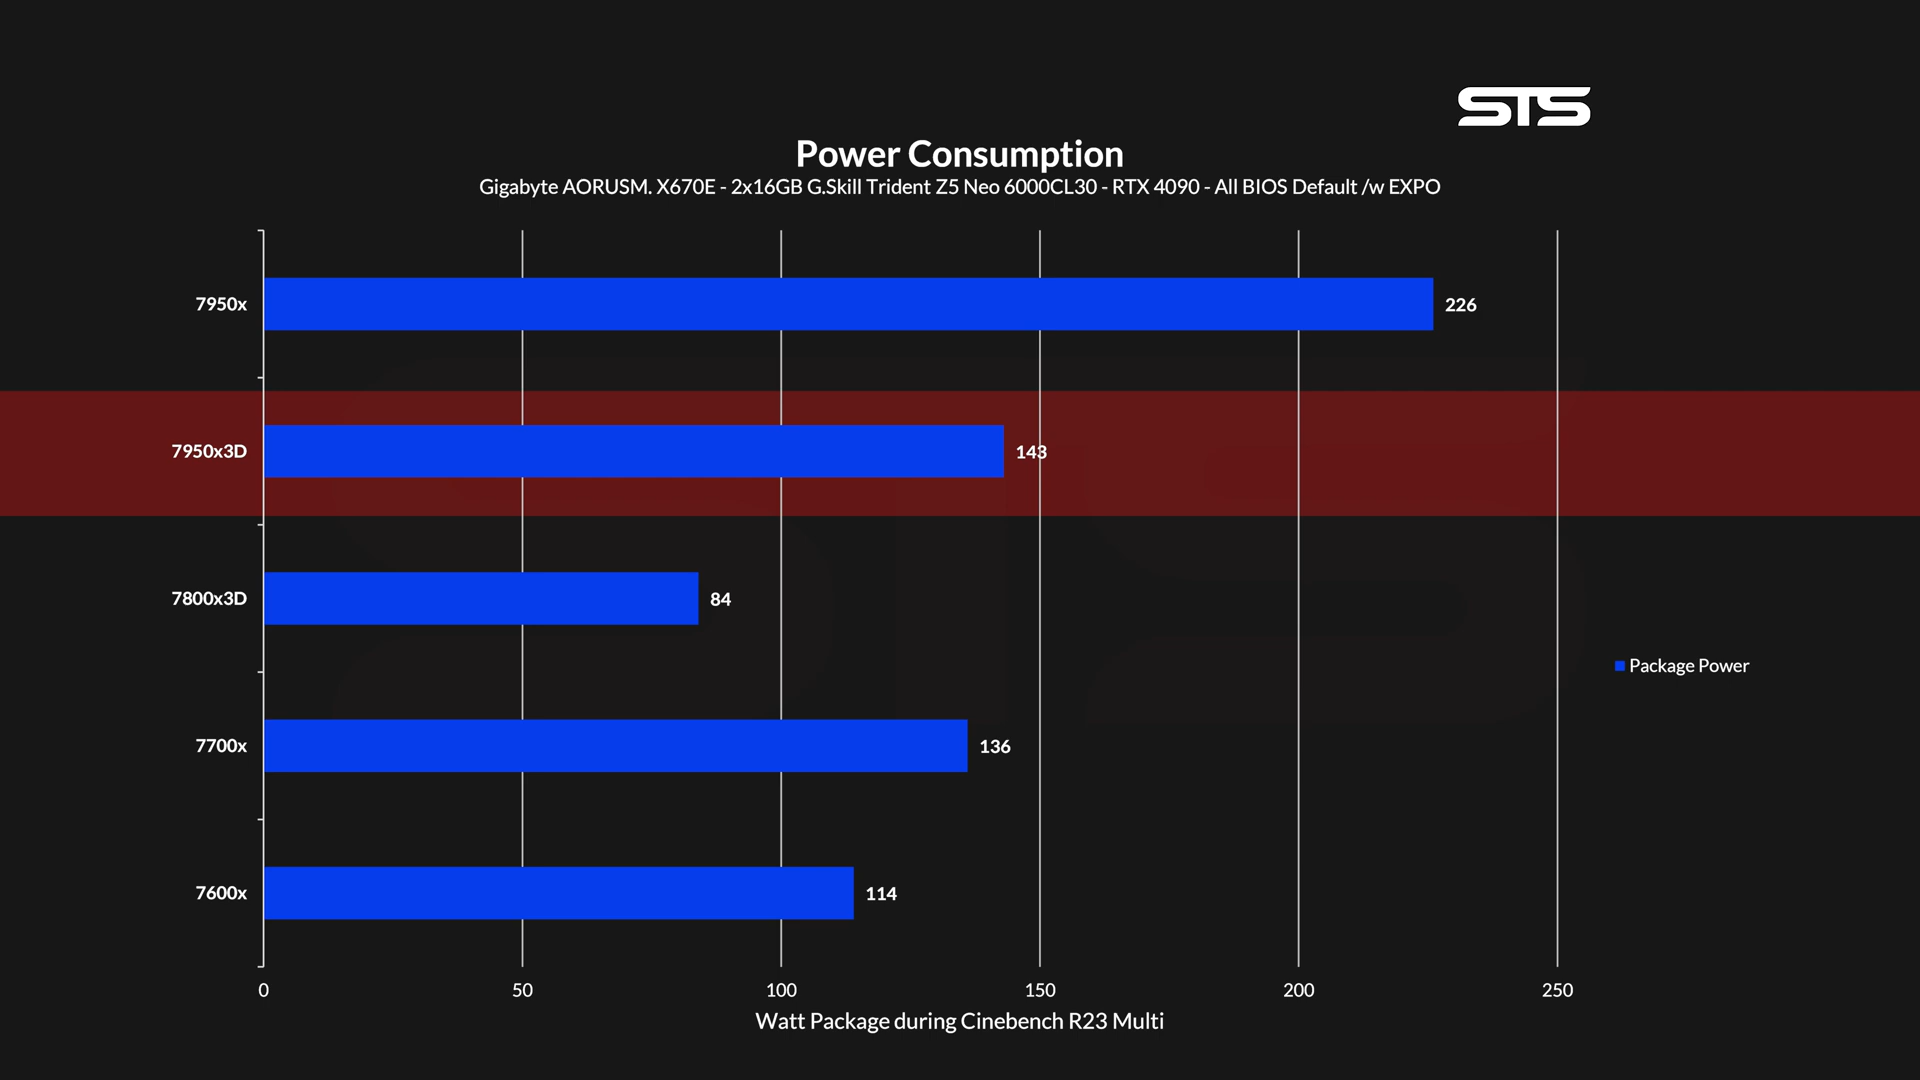 STS
Power Consumption
Gigabyte AORUSM. X670E - 2x16GB G.Skill Trident Z5 Neo 6000CL30 - RTX 4090 - All BIOS Default /w EXPO
7950x 226
7950x3D 143
7800x3D 84
Package Power
7700x 136
7600x 114
0 50 100 150 200 250
Watt Package during Cinebench R23 Multi